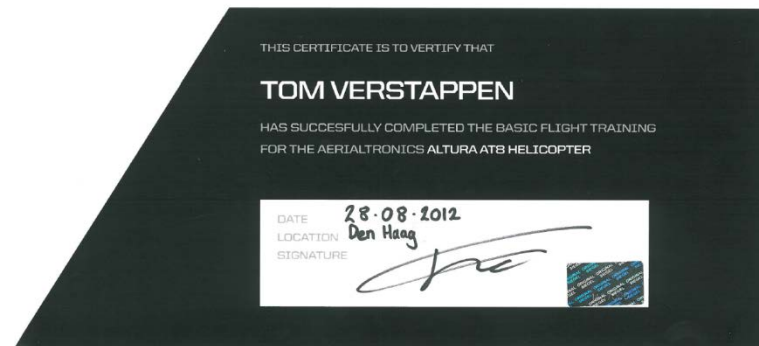 THIS CERTIFICATE IS TO VERTIFY THAT
TOM VERSTAPPEN
HAS SUCCESFULLY COMPLETED THE BASIC FLIGHT TRAINING
FOR THE AERIALTRONICS ALTURA AT8 HELICOPTER
DATE 28·08·2012
LOCATION Den Haag
SIGNATURE